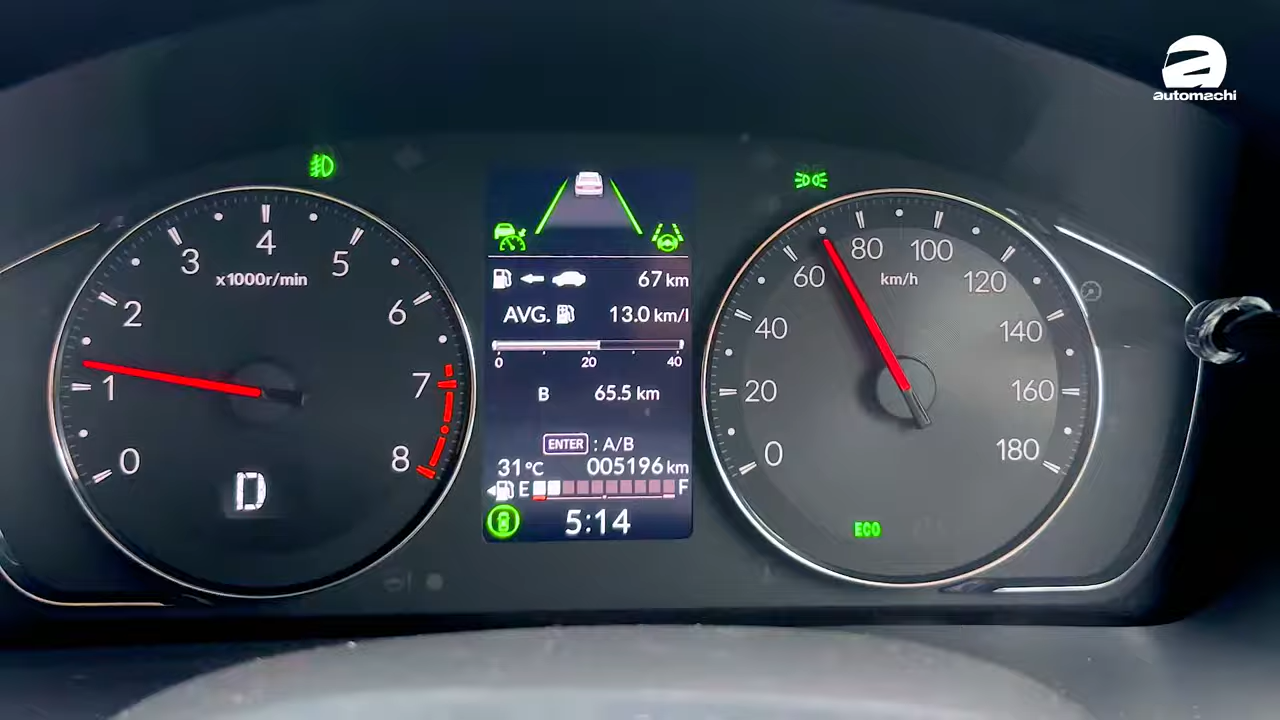 automachi
0
1
2
3
4
5
6
7
8
x1000r/min
D
67 km
AVG. 13.0 km/l
0 20 40
B 65.5 km
ENTER : A/B
31°C 005196 km
E F
5:14
0
20
40
60
80
100
120
140
160
180
km/h
ECO